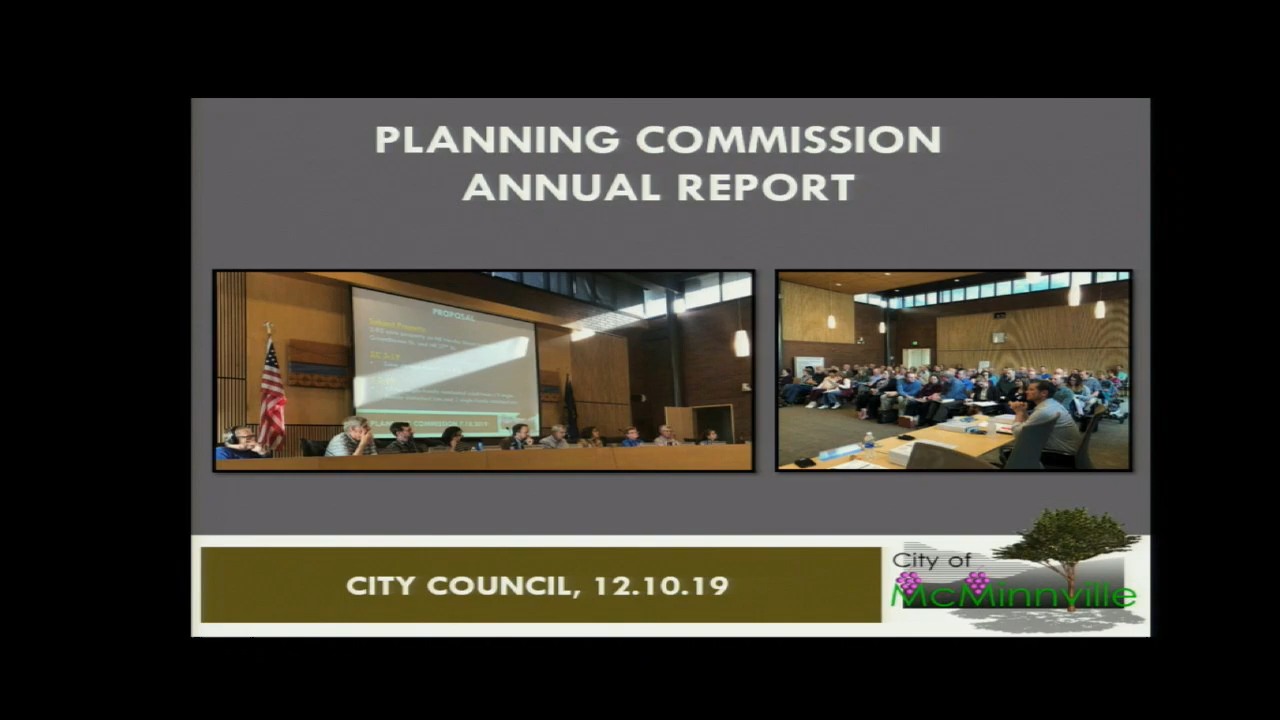 PLANNING COMMISSION
ANNUAL REPORT
PROPOSAL
CITY COUNCIL, 12.10.19
City of
McMinnville